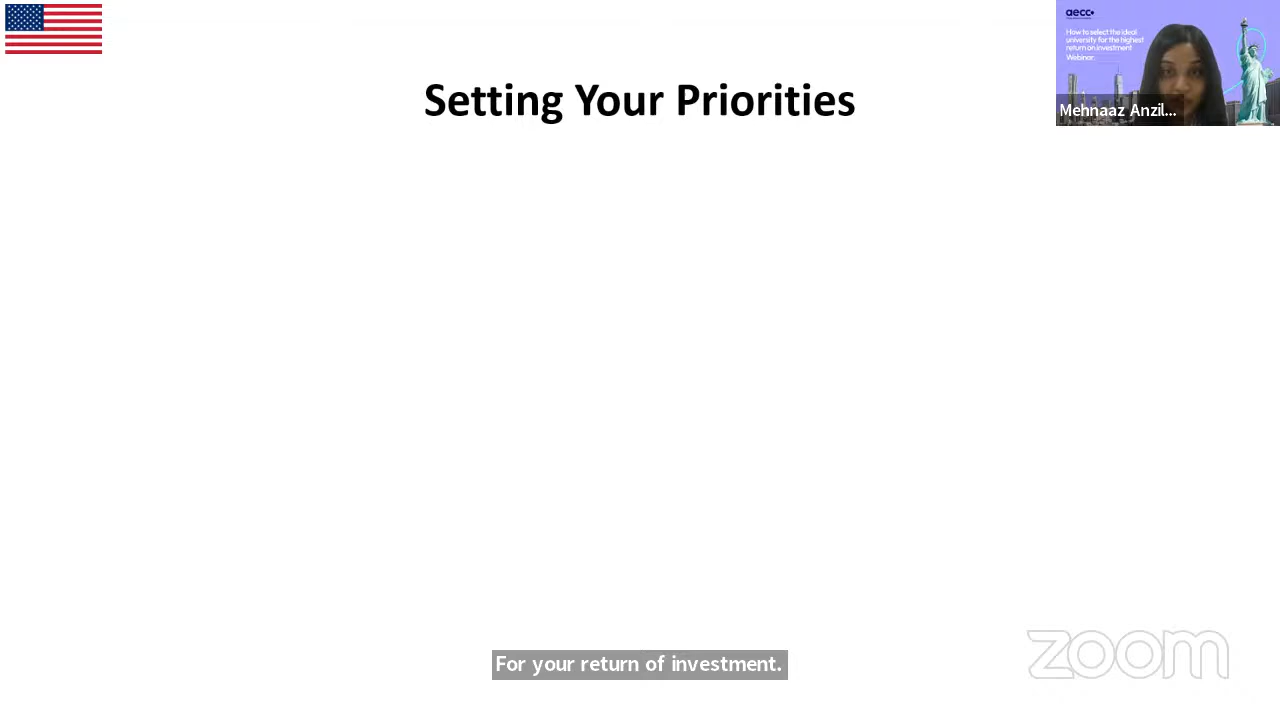 Setting Your Priorities
aecc
How to select the ideal
university for the highest
return on investment
Webinar:
Mehnaaz Anzil...
For your return of investment.
zoom